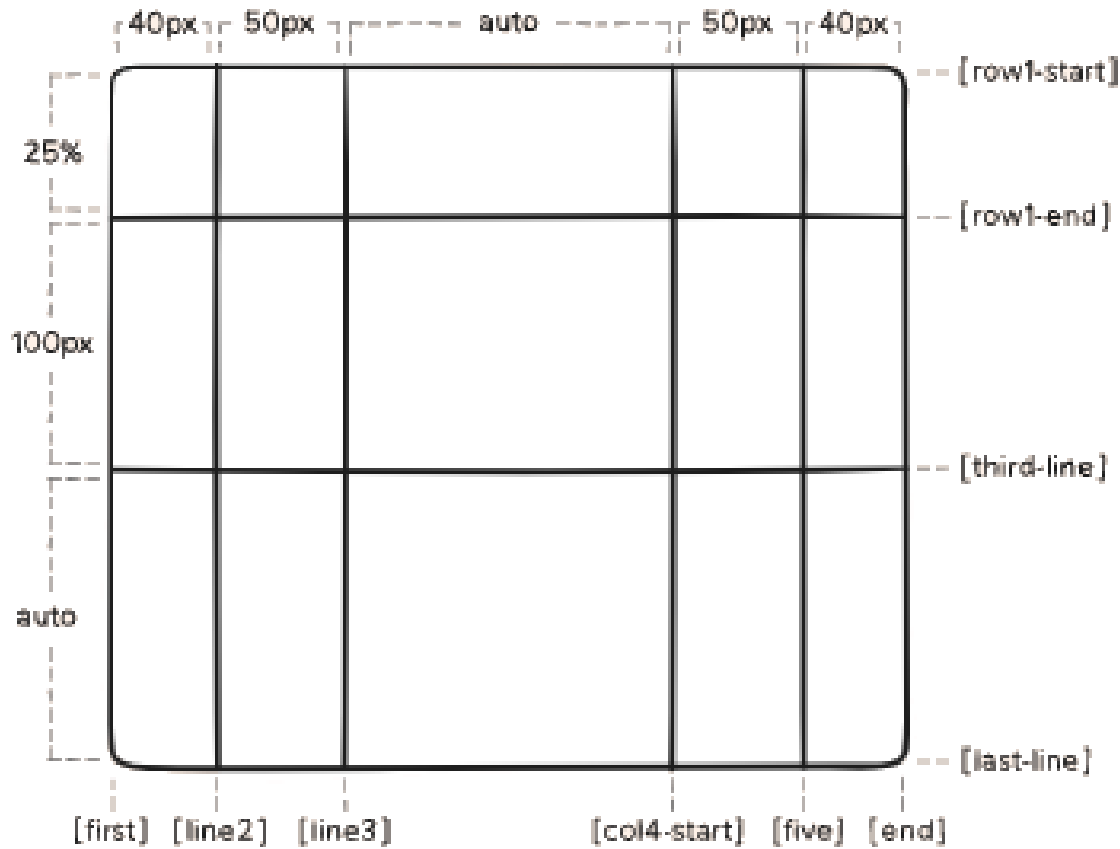 40px 50px auto 50px 40px
[row1-start]
25%
[row1-end]
100px
[third-line]
auto
[last-line]
[first] [line2] [line3] [col4-start] [five] [end]